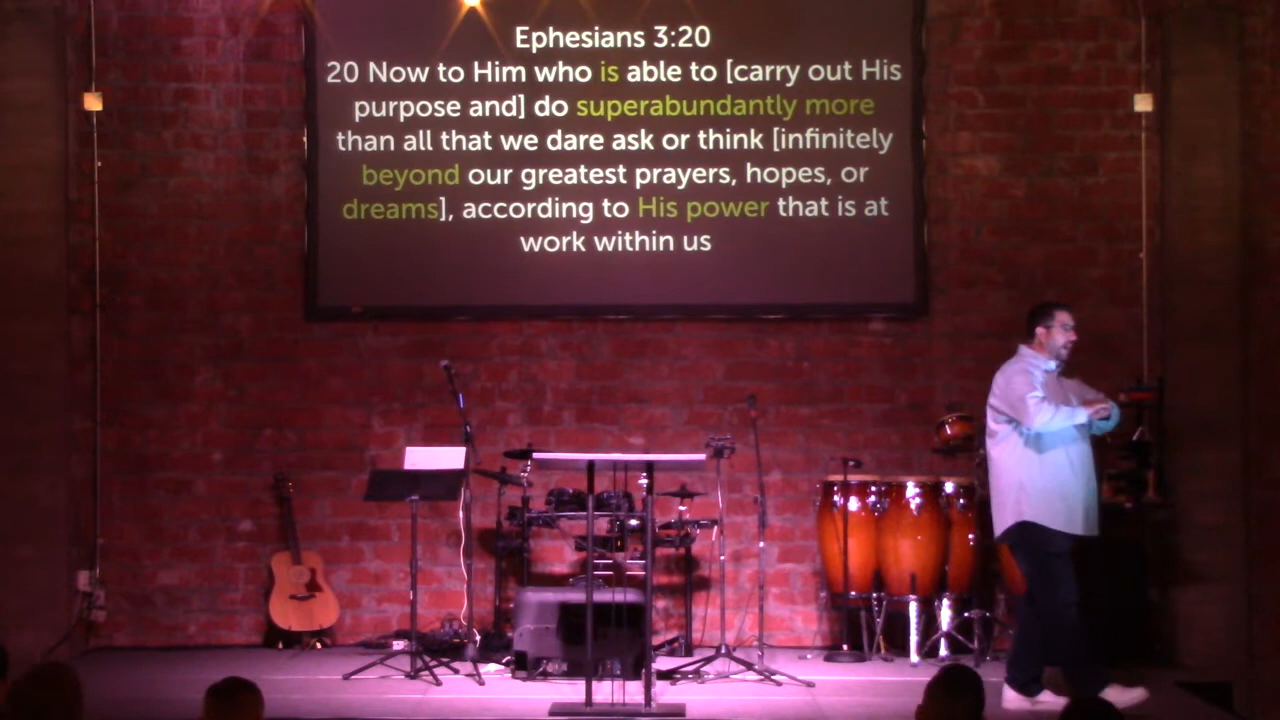 Ephesians 3:20
20 Now to Him who is able to [carry out His
purpose and] do superabundantly more
than all that we dare ask or think [infinitely
beyond our greatest prayers, hopes, or
dreams], according to His power that is at
work within us